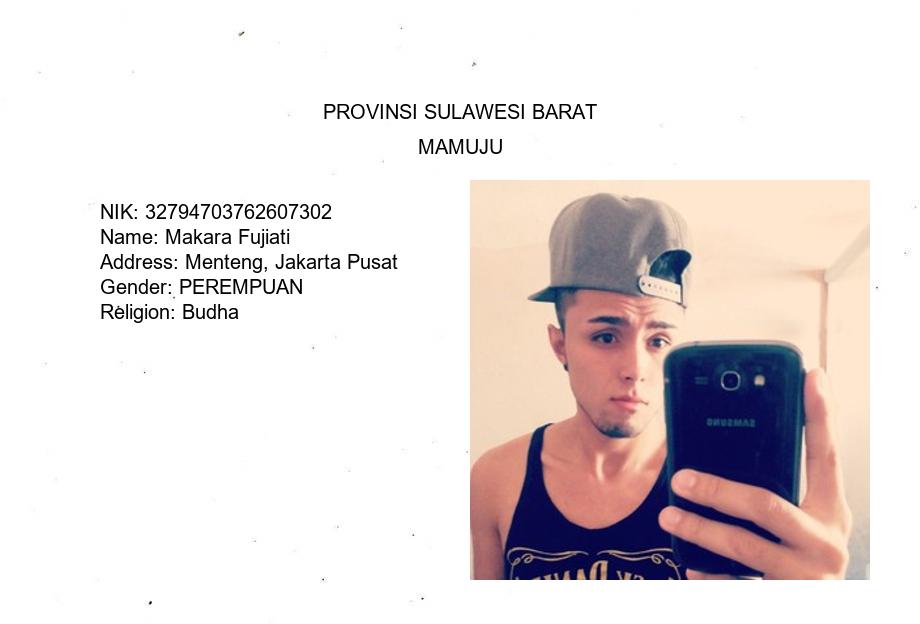 PROVINSI SULAWESI BARAT
MAMUJU
NIK: 32794703762607302
Name: Makara Fujiati
Address: Menteng, Jakarta Pusat
Gender: PEREMPUAN
Religion: Budha
SAMSUNG